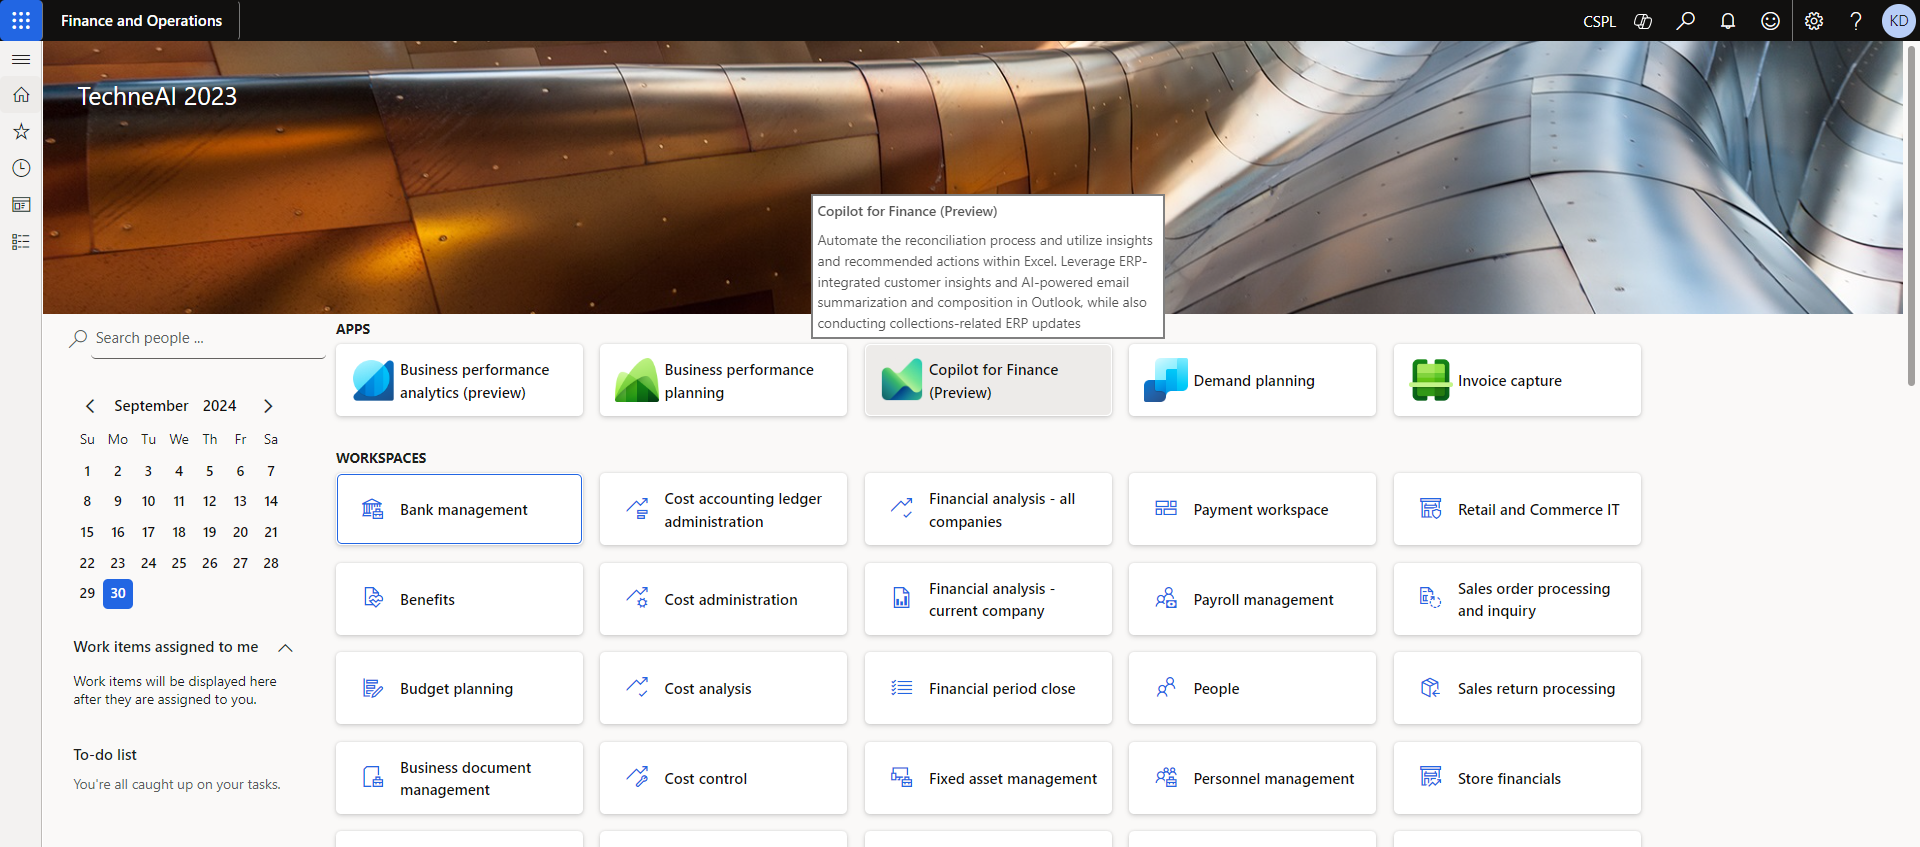 Finance and Operations
CSPL
KD
TechneAI 2023
Copilot for Finance (Preview)
Automate the reconciliation process and utilize insights
and recommended actions within Excel. Leverage ERP-
integrated customer insights and AI-powered email
summarization and composition in Outlook, while also
conducting collections-related ERP updates
Search people ...
September 2024
Su Mo Tu We Th Fr Sa
1 2 3 4 5 6 7
8 9 10 11 12 13 14
15 16 17 18 19 20 21
22 23 24 25 26 27 28
29 30
Work items assigned to me
Work items will be displayed here
after they are assigned to you.
To-do list
You're all caught up on your tasks.
APPS
Business performance
analytics (preview)
Business performance
planning
Copilot for Finance
(Preview)
Demand planning
Invoice capture
WORKSPACES
Bank management
Cost accounting ledger
administration
Financial analysis - all
companies
Payment workspace
Retail and Commerce IT
Benefits
Cost administration
Financial analysis -
current company
Payroll management
Sales order processing
and inquiry
Budget planning
Cost analysis
Financial period close
People
Sales return processing
Business document
management
Cost control
Fixed asset management
Personnel management
Store financials